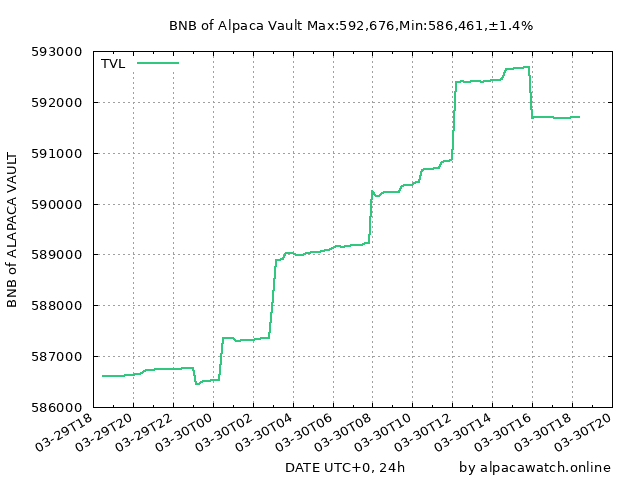 BNB of Alpaca Vault Max:592,676,Min:586,461,±1.4%
TVL
593000
592000
591000
590000
589000
588000
587000
586000
BNB of ALAPACA VAULT
03-29T18
03-29T20
03-29T22
03-30T00
03-30T02
03-30T04
03-30T06
03-30T08
03-30T10
03-30T12
03-30T14
03-30T16
03-30T18
03-30T20
DATE UTC+0, 24h
by alpacawatch.online